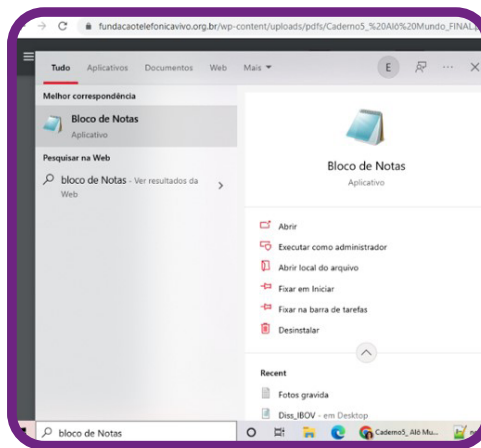 fundacaotelefonicavivo.org.br/wp-content/uploads/pdfs/Caderno5_%20Alô%20Mundo_FINAL.p
Tudo Aplicativos Documentos Web Mais E ...
Melhor correspondência
Bloco de Notas
Aplicativo
Pesquisar na Web
bloco de Notas - Ver resultados da
Web
Bloco de Notas
Aplicativo
Abrir
Executar como administrador
Abrir local do arquivo
Fixar em Iniciar
Fixar na barra de tarefas
Desinstalar
Recent
Fotos gravida
Diss_IBOV - em Desktop
bloco de Notas
Caderno5_ Alô Mu...